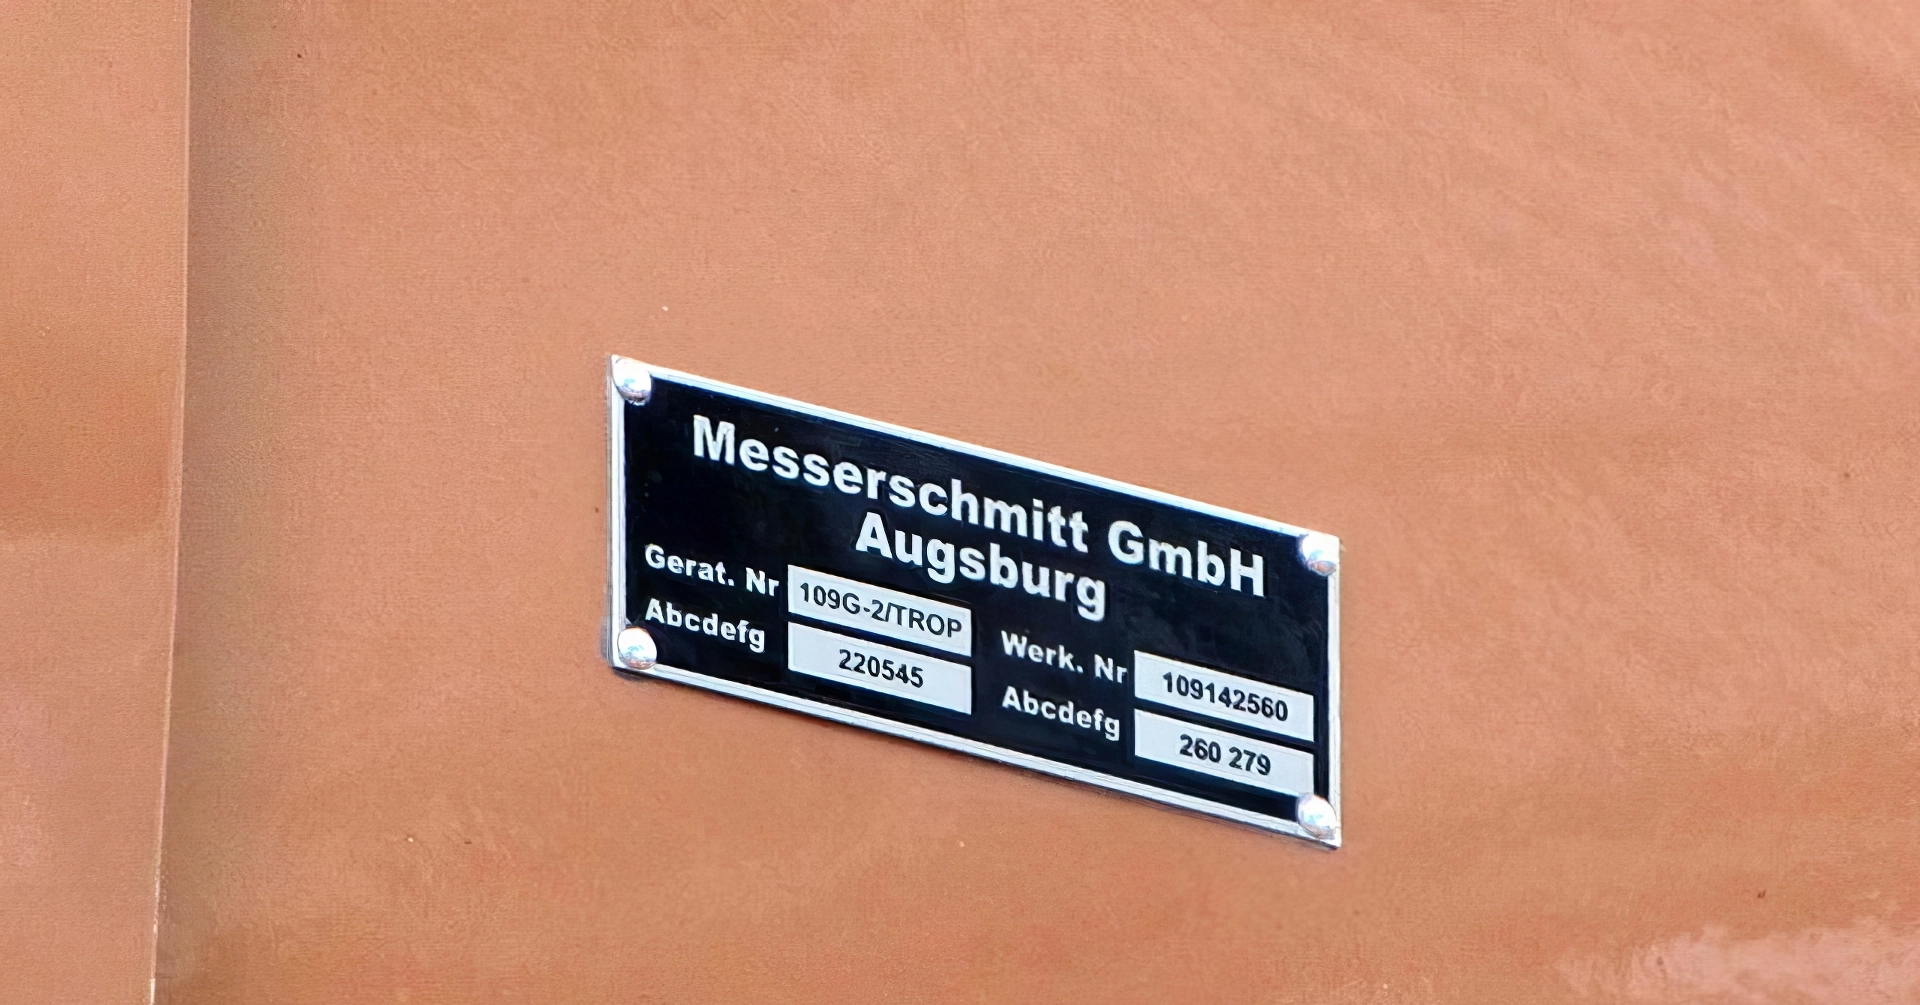 Messerschmitt GmbH
Augsburg
Gerat. Nr 109G-2/TROP
Abcdefg 220545
Werk. Nr 109142560
Abcdefg 260 279